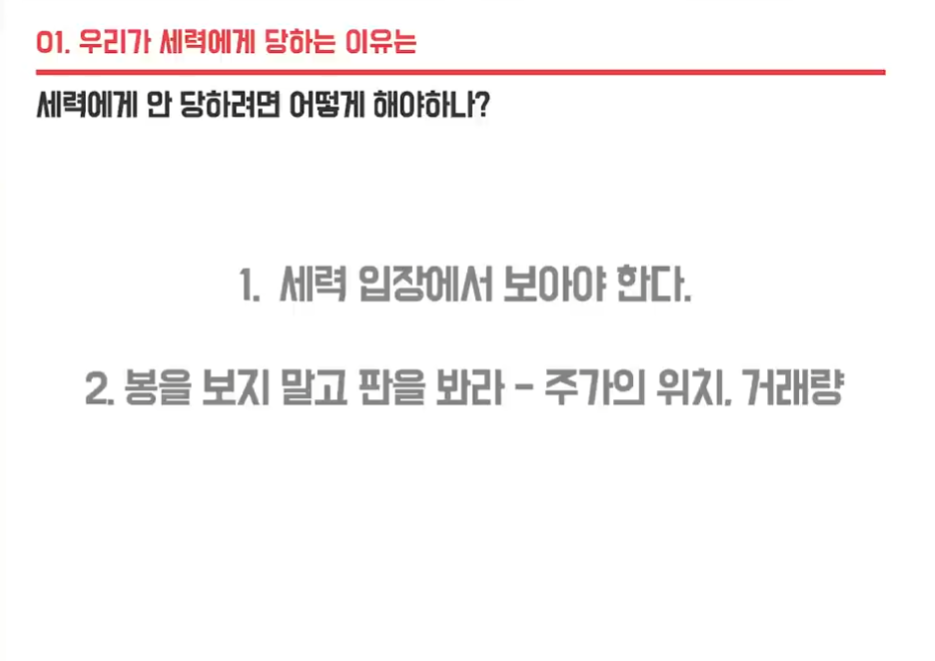 01. 우리가 세력에게 당하는 이유는
세력에게 안 당하려면 어떻게 해야하나?
1. 세력 입장에서 보아야 한다.
2. 봉을 보지 말고 판을 봐라 - 주가의 위치, 거래량